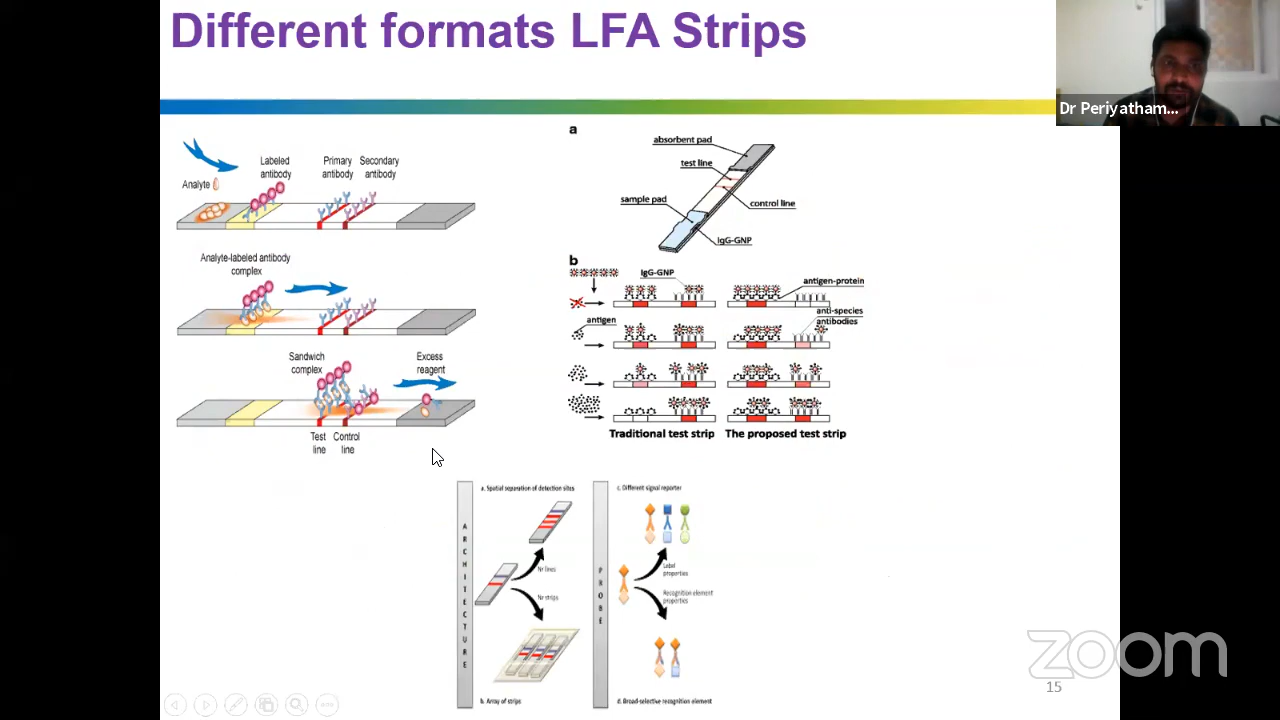 Different formats LFA Strips
Dr Periyatham...
Analyte
Labeled
antibody
Primary
antibody
Secondary
antibody
Analyte-labeled antibody
complex
Sandwich
complex
Excess
reagent
Test
line
Control
line
a
absorbent pad
test line
sample pad
control line
IgG-GNP
b
IgG-GNP
antigen-protein
antigen
anti-species
antibodies
Traditional test strip
The proposed test strip
ARCHITECTURE
a. Spatial separation of detection sites
Nr lines
Nr strips
b. Array of strips
PROBE
c. Different signal reporter
Label
properties
Recognition element
properties
d. Broad-selective recognition element
zoom
15